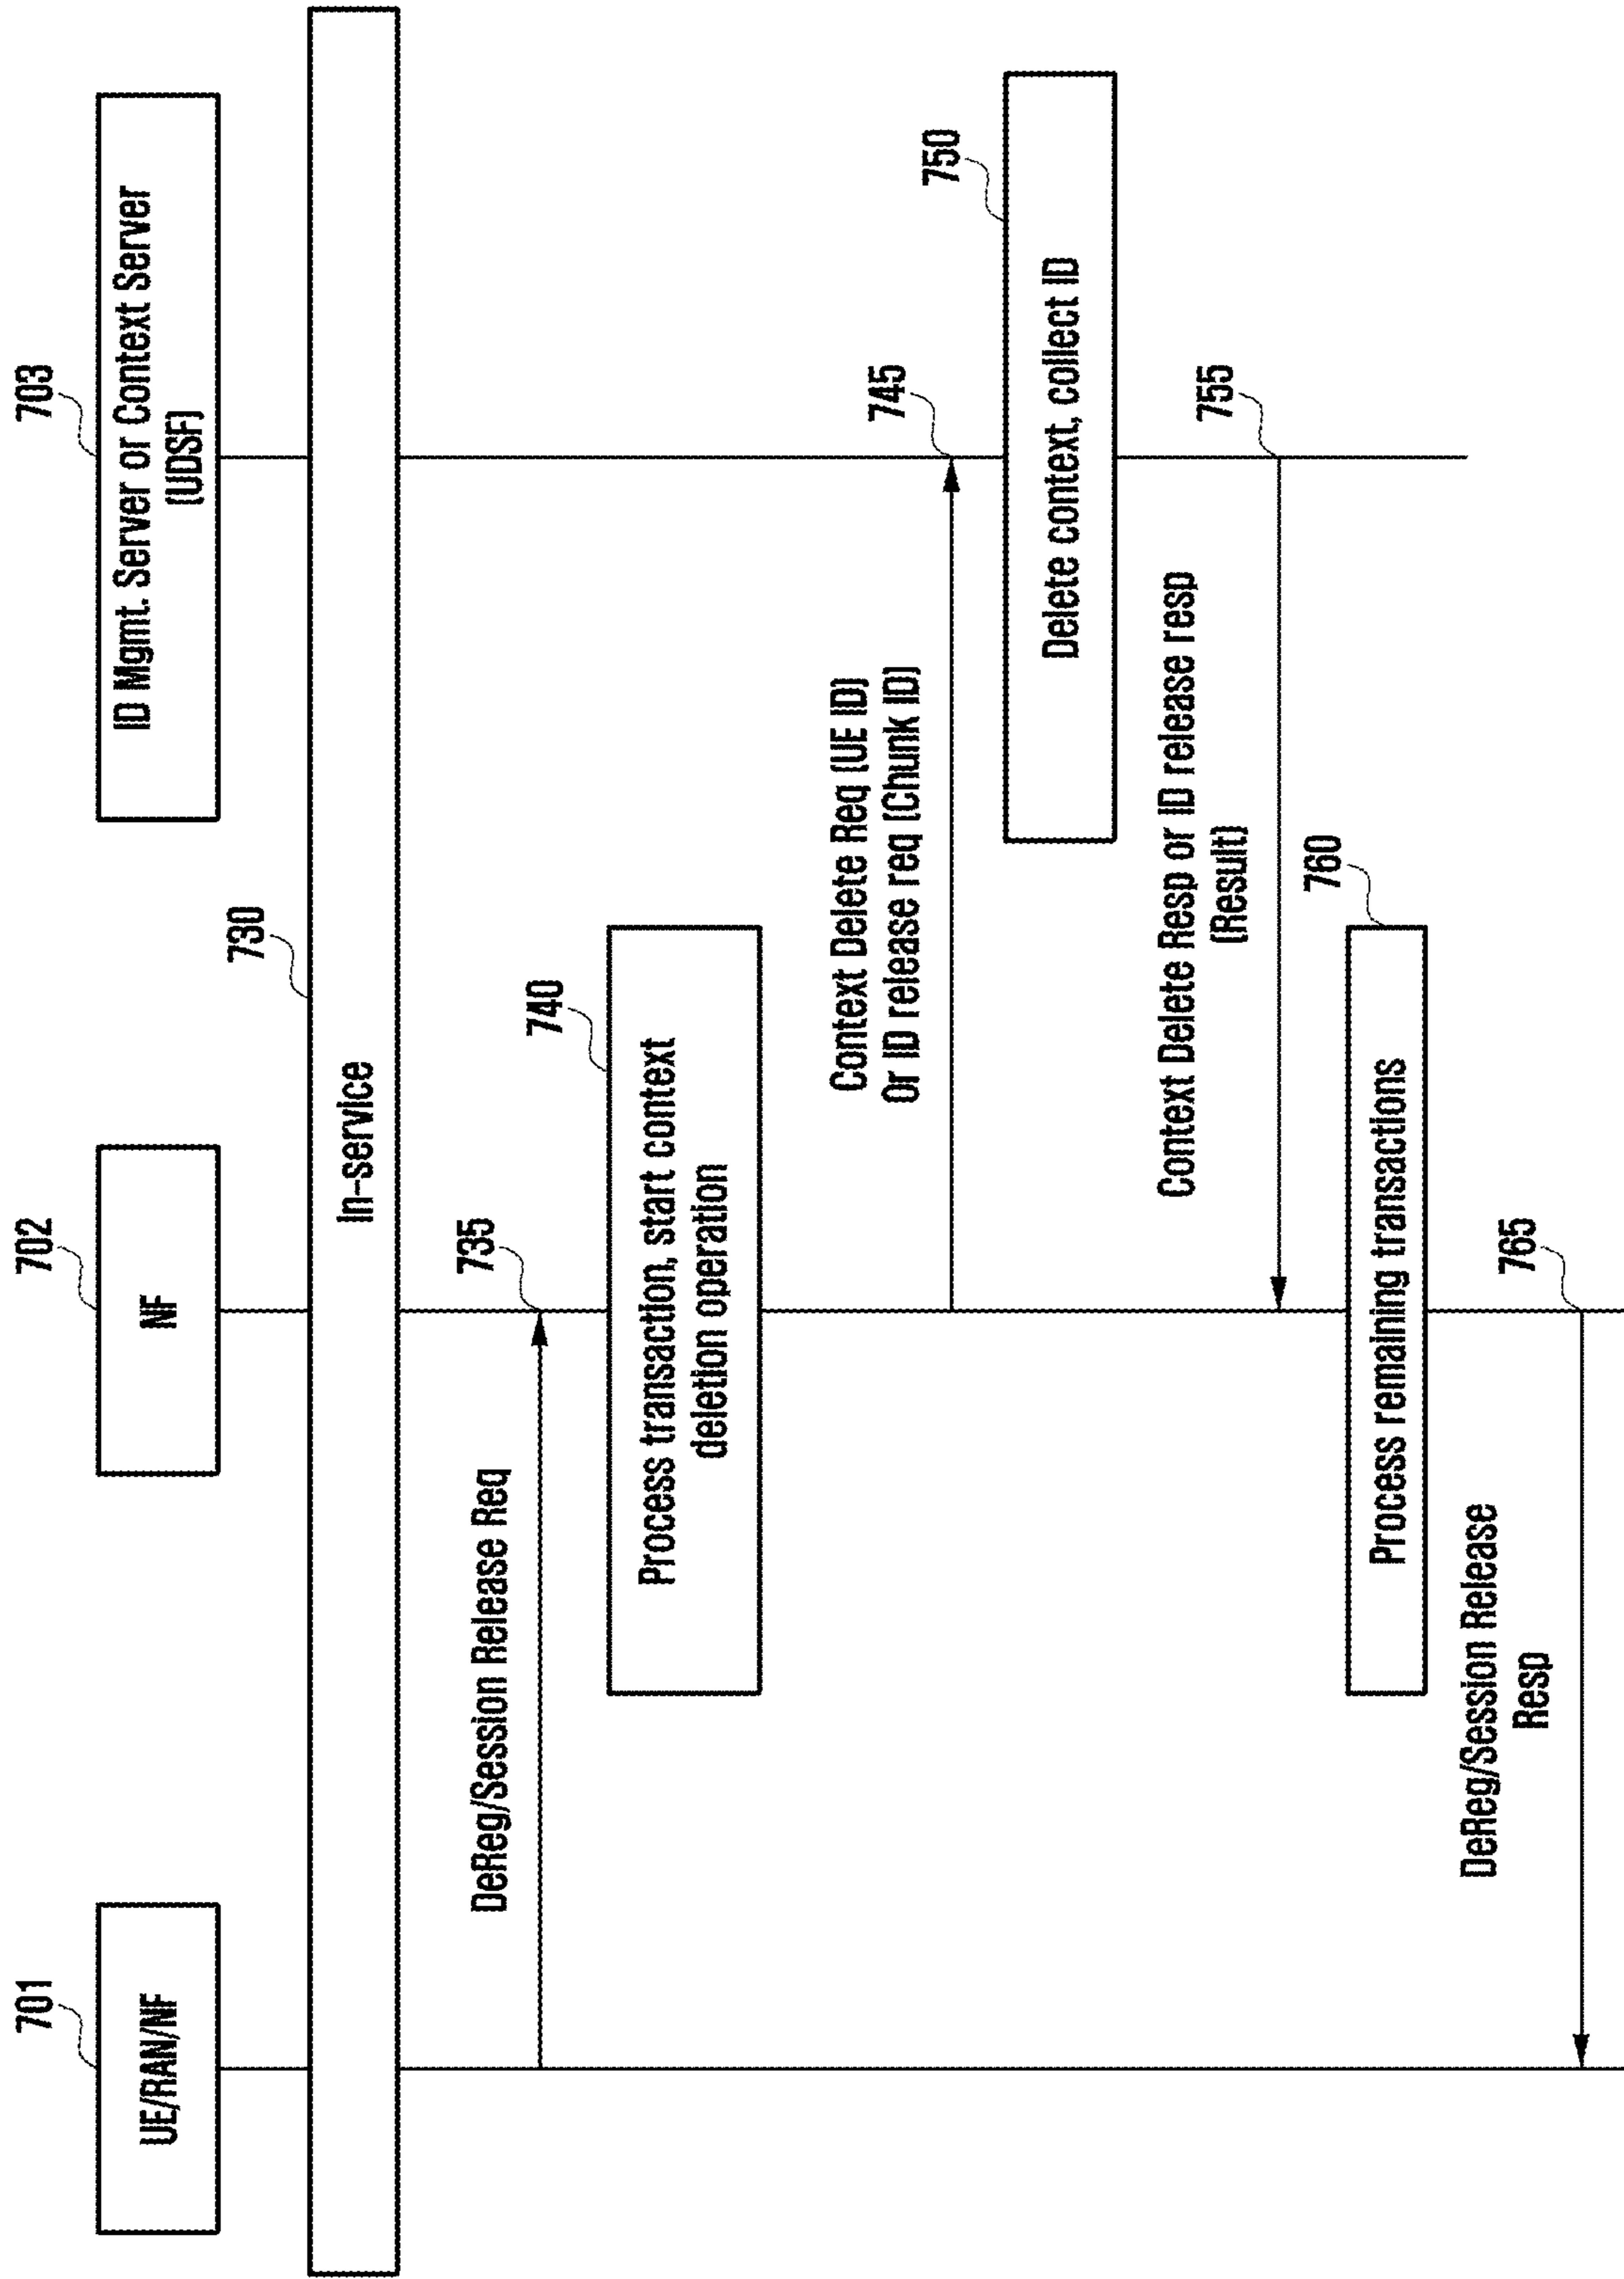 701
UE/RAN/NF
702
NF
703
ID Mgmt. Server or Context Server
(UDSF)
730
In-service
735
DeReg/Session Release Req
740
Process transaction, start context
deletion operation
745
Context Delete Req (UE ID)
Or ID release req (Chunk ID)
750
Delete context, collect ID
755
Context Delete Resp or ID release resp
(Result)
760
Process remaining transactions
765
DeReg/Session Release
Resp